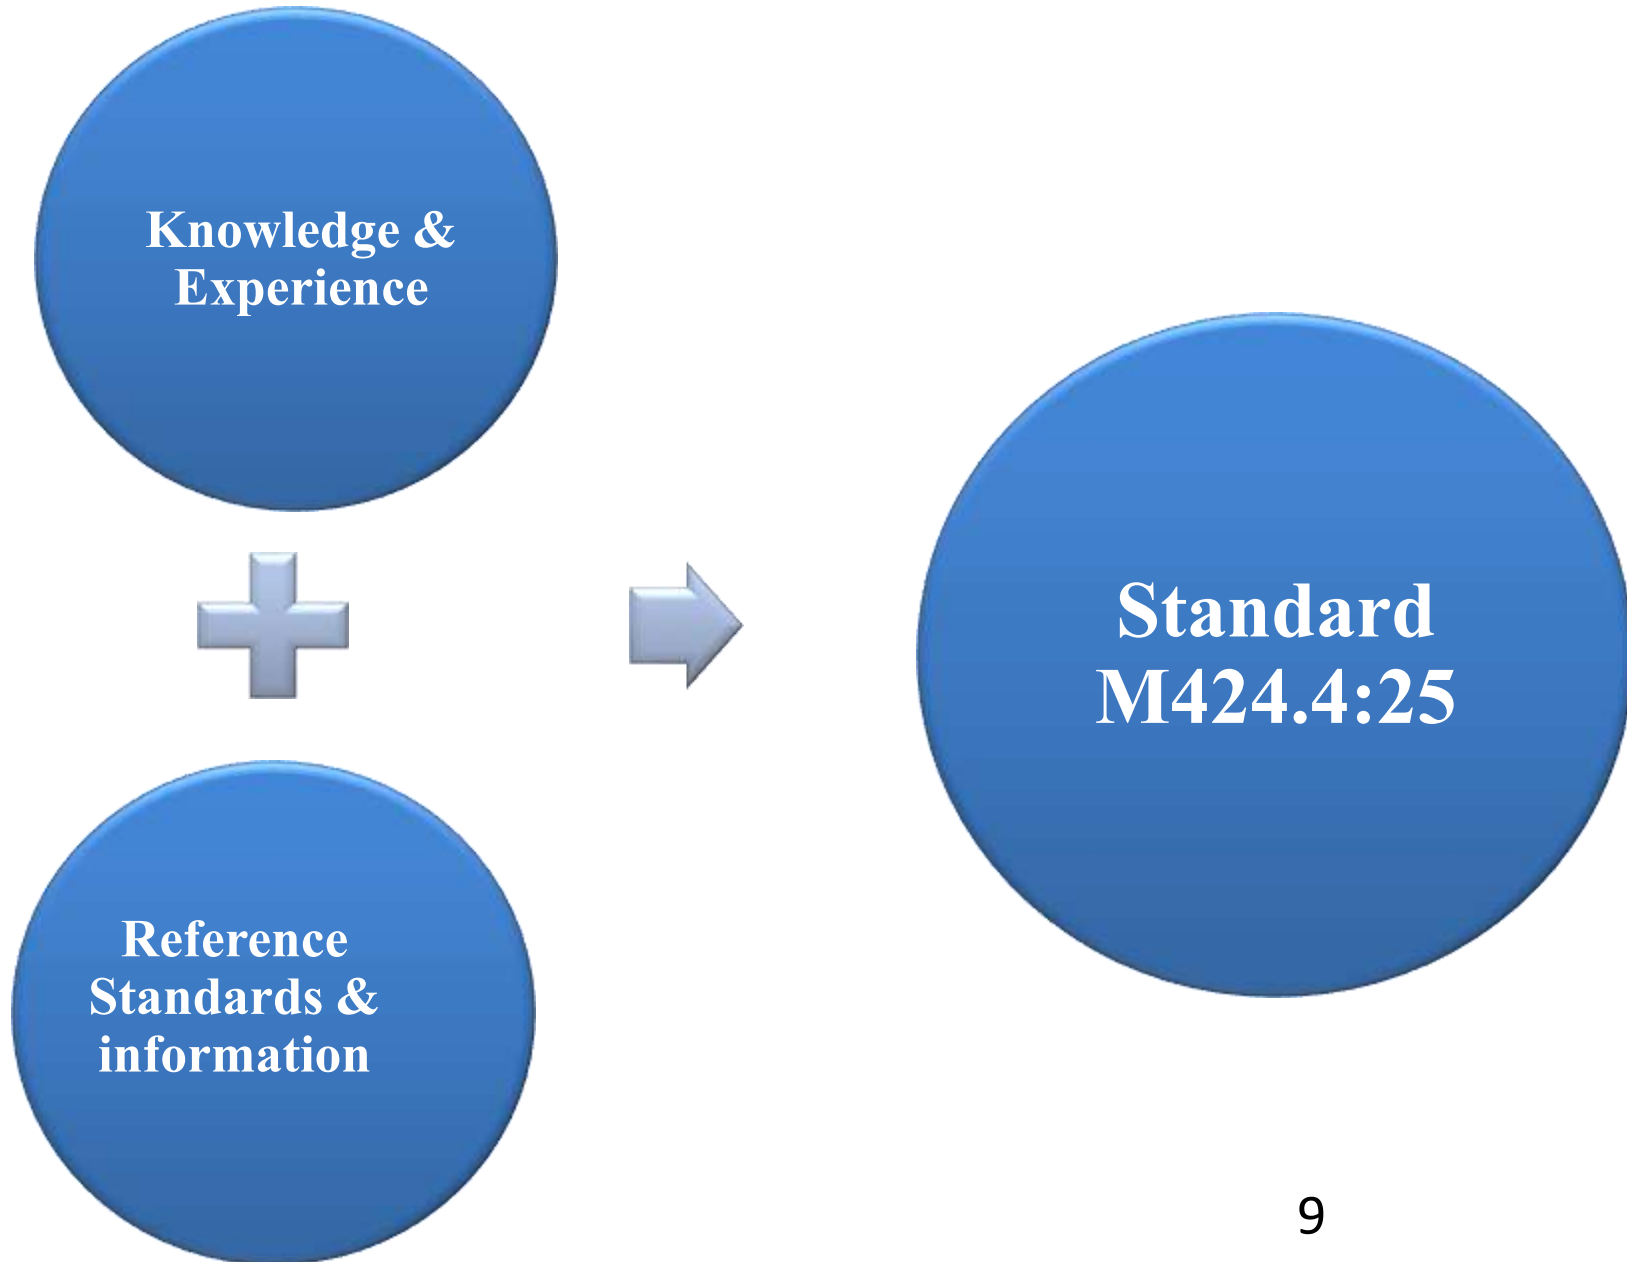 Knowledge &
Experience
Reference
Standards &
information
Standard
M424.4:25
9